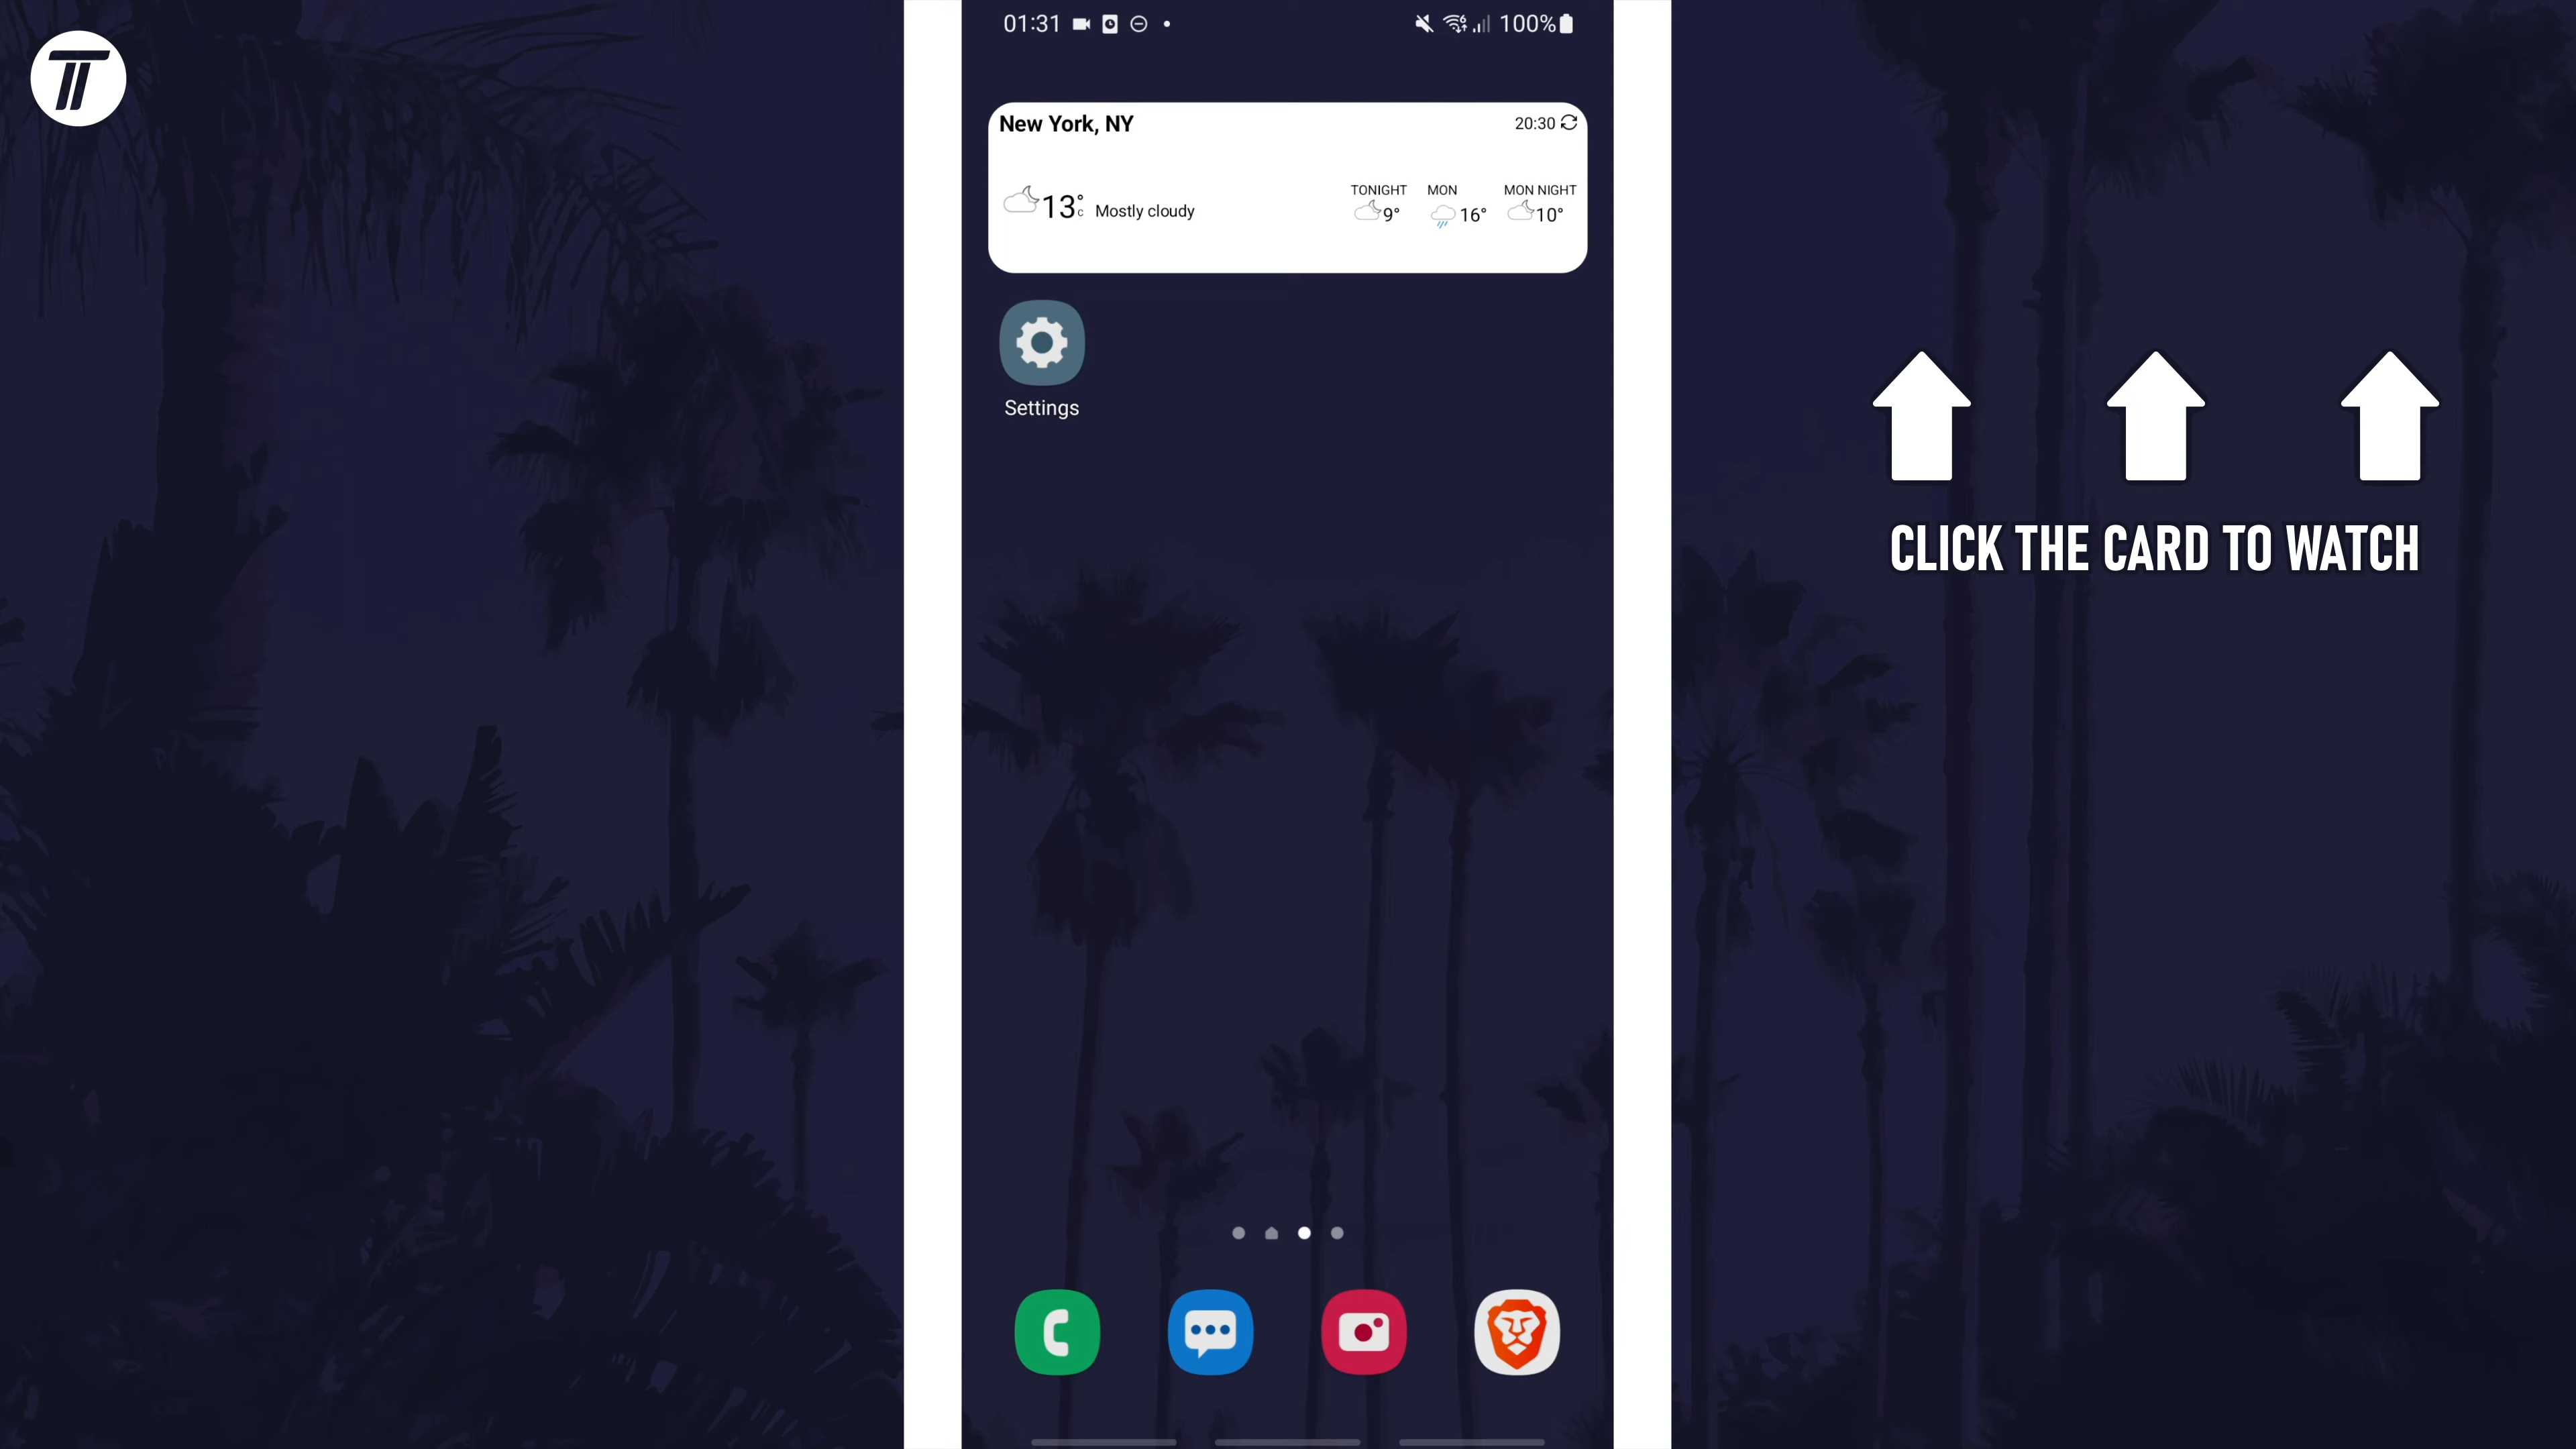 01:31
100%
New York, NY
20:30
13°c Mostly cloudy
TONIGHT MON MON NIGHT
9° 16° 10°
Settings
CLICK THE CARD TO WATCH